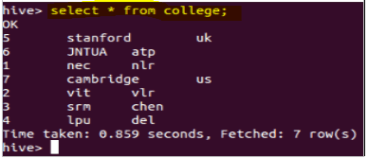 hive> select * from college;
OK
5 stanford uk
6 JNTUA atp
1 nec nlr
7 cambridge us
2 vit vlr
3 srm chen
4 lpu del
Time taken: 0.859 seconds, Fetched: 7 row(s)
hive>